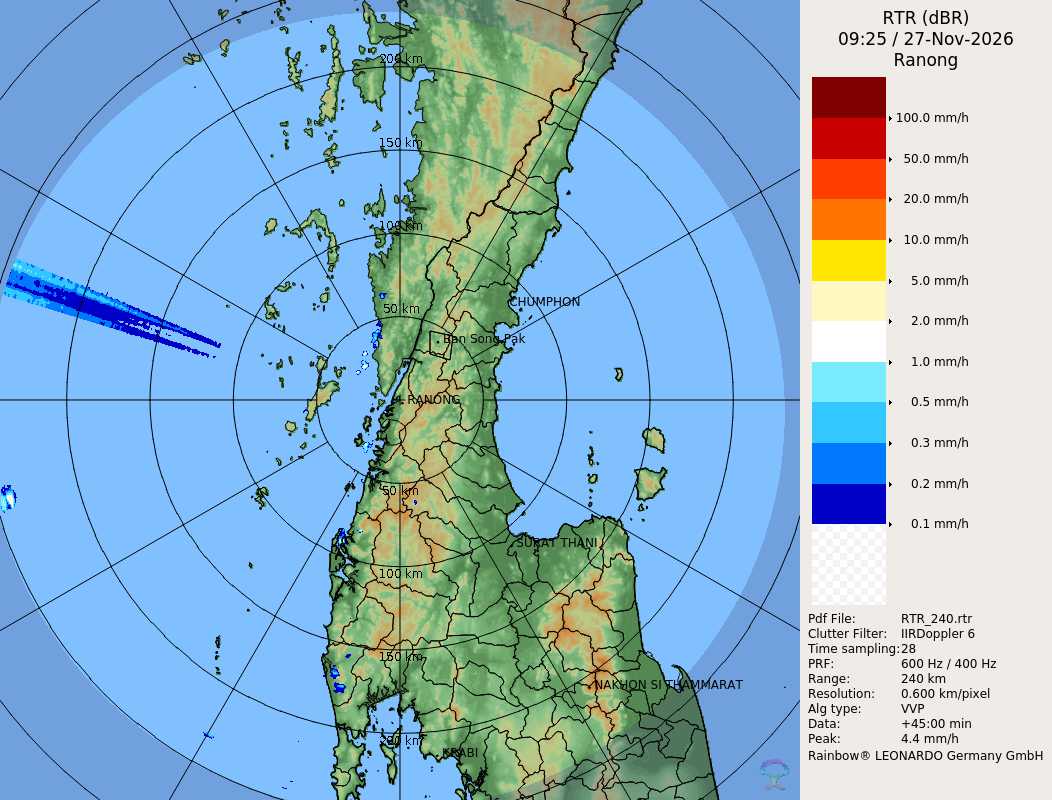 RTR (dBR)
09:25 / 27-Nov-2026
Ranong
100.0 mm/h
50.0 mm/h
20.0 mm/h
10.0 mm/h
5.0 mm/h
2.0 mm/h
1.0 mm/h
0.5 mm/h
0.3 mm/h
0.2 mm/h
0.1 mm/h
Pdf File: RTR_240.rtr
Clutter Filter: IIRDoppler 6
Time sampling:28
PRF: 600 Hz / 400 Hz
Range: 240 km
Resolution: 0.600 km/pixel
Alg type: VVP
Data: +45:00 min
Peak: 4.4 mm/h
Rainbow® LEONARDO Germany GmbH
200 km
150 km
100 km
50 km
CHUMPHON
Ban Song Pak
RANONG
50 km
SURAT THANI
100 km
150 km
NAKHON SI THAMMARAT
200 km
KRABI